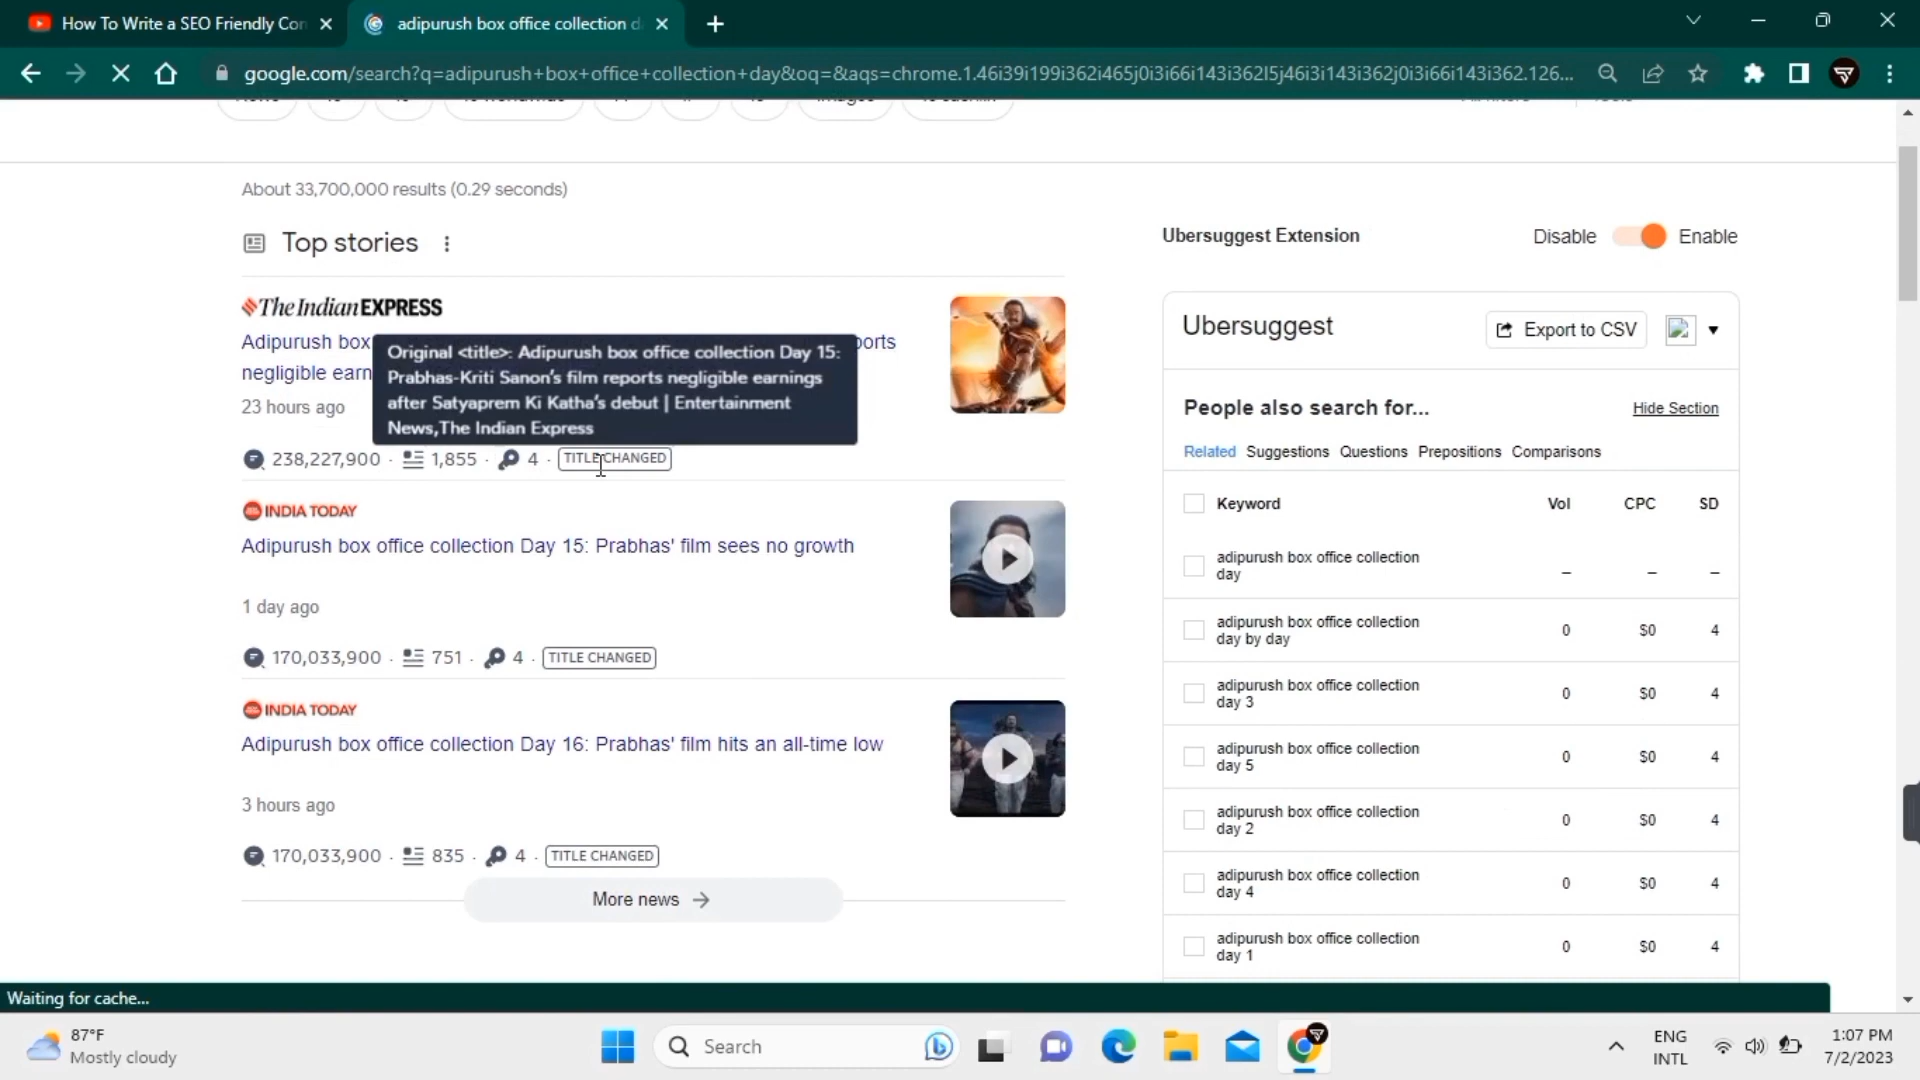 How To Write a SEO Friendly Con
adipurush box office collection d
google.com/search?q=adipurush+box+office+collection+day&oq=&aqs=chrome.1.46i39i199i362i465j0i3i66i143i362l5j46i3i143i362j0i3i66i143i362.126...
About 33,700,000 results (0.29 seconds)
Top stories
The Indian EXPRESS
Adipurush box
ports
negligible earn
Original <title>: Adipurush box office collection Day 15:
Prabhas-Kriti Sanon's film reports negligible earnings
after Satyaprem Ki Katha's debut | Entertainment
News,The Indian Express
23 hours ago
238,227,900 · 1,855 · 4 · TITLE CHANGED
INDIA TODAY
Adipurush box office collection Day 15: Prabhas' film sees no growth
1 day ago
170,033,900 · 751 · 4 · TITLE CHANGED
INDIA TODAY
Adipurush box office collection Day 16: Prabhas' film hits an all-time low
3 hours ago
170,033,900 · 835 · 4 · TITLE CHANGED
More news
Ubersuggest Extension
Disable
Enable
Ubersuggest
Export to CSV
People also search for...
Hide Section
Related Suggestions Questions Prepositions Comparisons
Keyword Vol CPC SD
adipurush box office collection
day – – –
adipurush box office collection
day by day 0 $0 4
adipurush box office collection
day 3 0 $0 4
adipurush box office collection
day 5 0 $0 4
adipurush box office collection
day 2 0 $0 4
adipurush box office collection
day 4 0 $0 4
adipurush box office collection
day 1 0 $0 4
Waiting for cache...
87°F
Mostly cloudy
Search
ENG
INTL
1:07 PM
7/2/2023